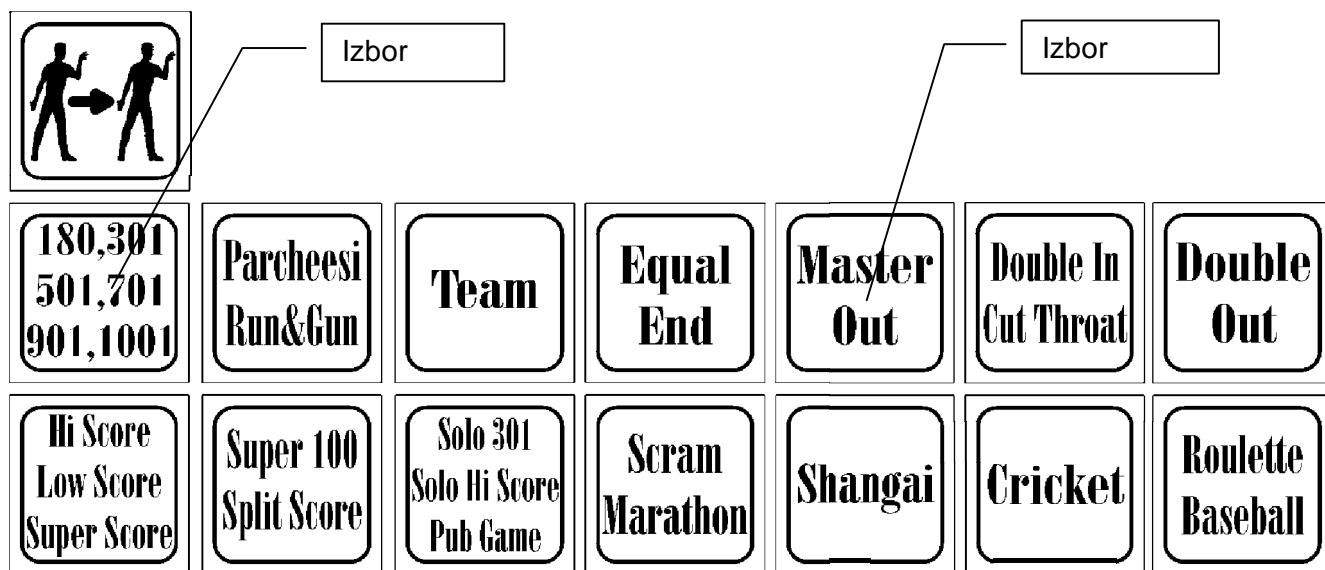 Izbor
Izbor
180,301
501,701
901,1001
Parcheesi
Run&Gun
Team
Equal
End
Master
Out
Double In
Cut Throat
Double
Out
Hi Score
Low Score
Super Score
Super 100
Split Score
Solo 301
Solo Hi Score
Pub Game
Scram
Marathon
Shangai
Cricket
Roulette
Baseball